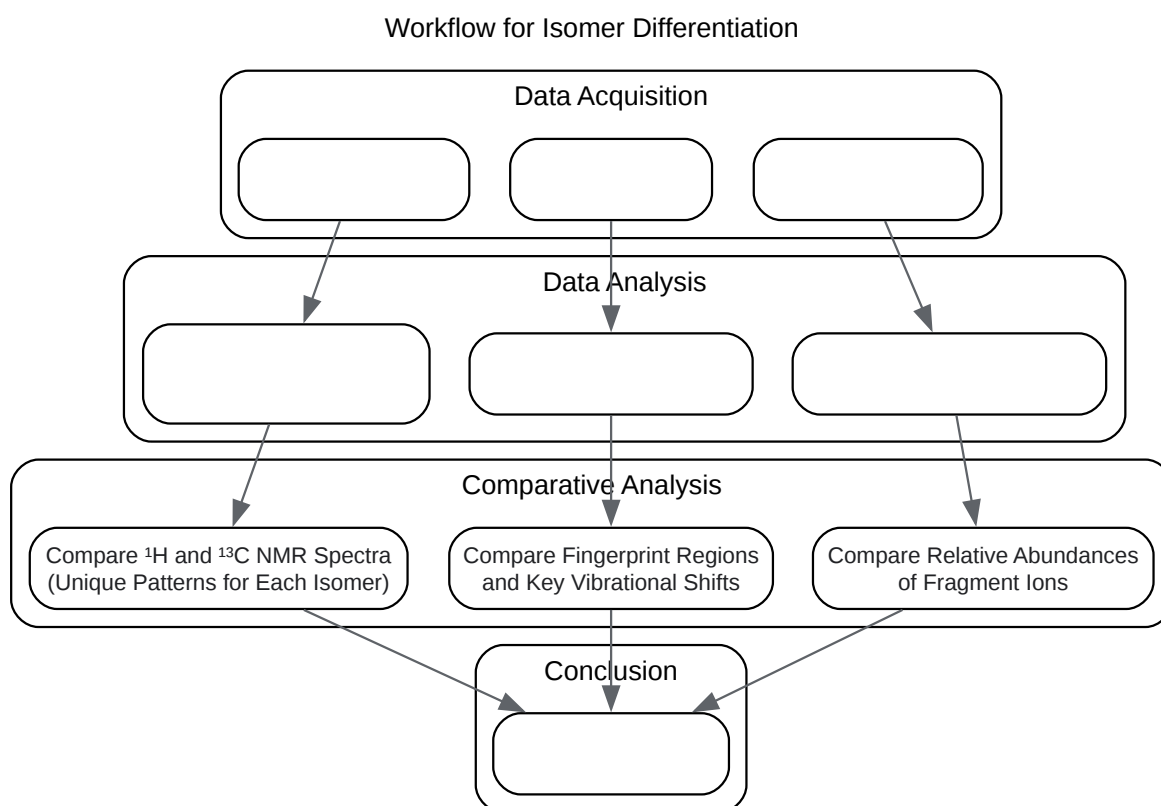 Workflow for Isomer Differentiation
Data Acquisition
Data Analysis
Comparative Analysis
Compare ¹H and ¹³C NMR Spectra
(Unique Patterns for Each Isomer)
Compare Fingerprint Regions
and Key Vibrational Shifts
Compare Relative Abundances
of Fragment Ions
Conclusion